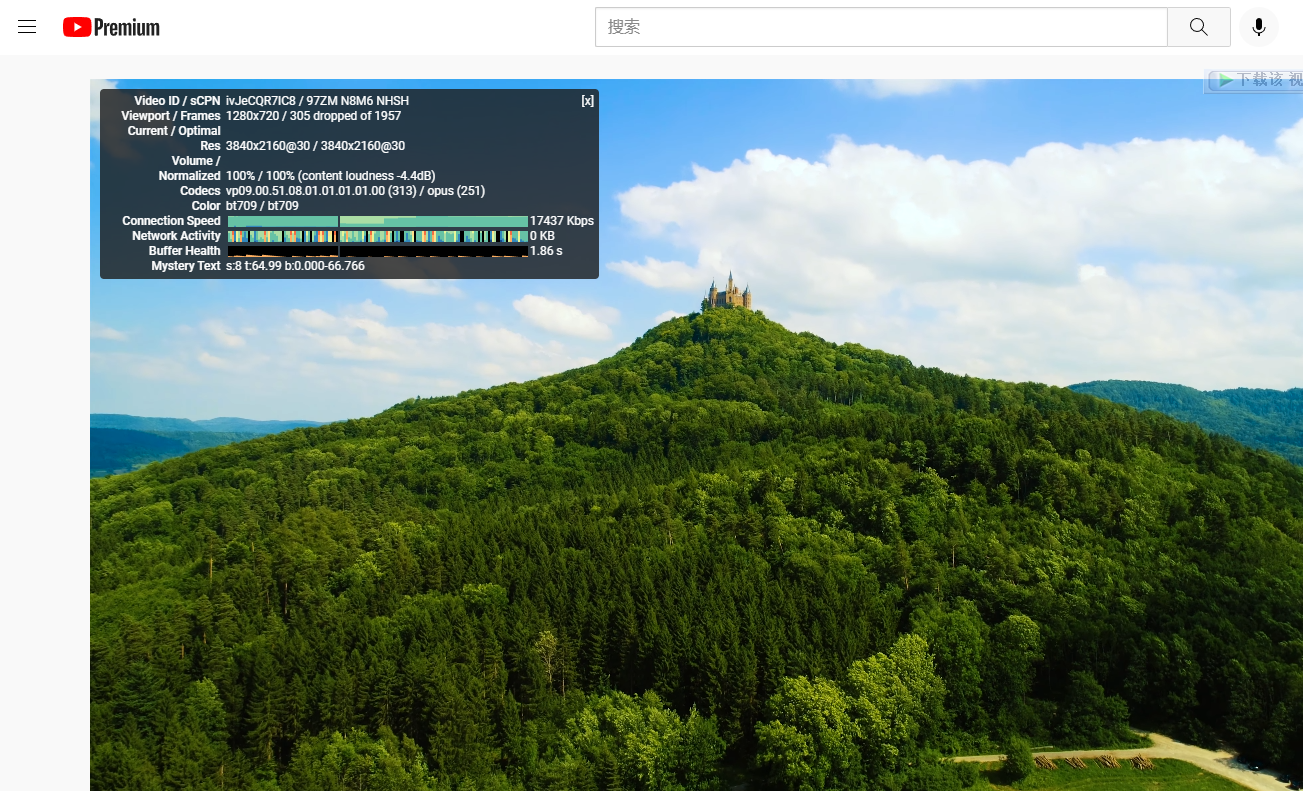 Premium
搜索
下载该 视
Video ID / sCPN ivJeCQR7IC8 / 97ZM N8M6 NHSH
[x]
Viewport / Frames 1280x720 / 305 dropped of 1957
Current / Optimal
Res 3840x2160@30 / 3840x2160@30
Volume /
Normalized 100% / 100% (content loudness -4.4dB)
Codecs vp09.00.51.08.01.01.01.01.00 (313) / opus (251)
Color bt709 / bt709
Connection Speed 17437 Kbps
Network Activity 0 KB
Buffer Health 1.86 s
Mystery Text s:8 t:64.99 b:0.000-66.766